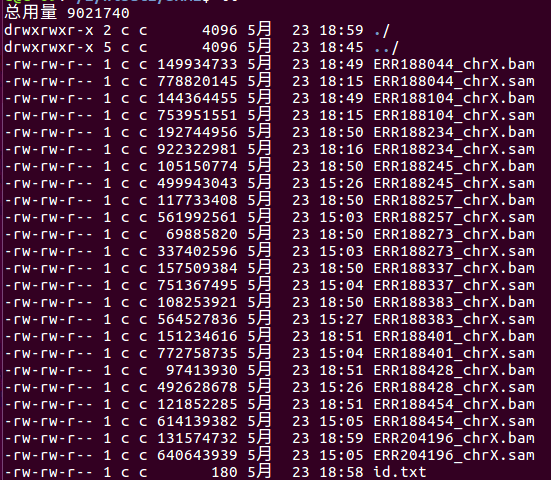 总用量 9021740
drwxrwxr-x 2 c c 4096 5月 23 18:59 ./
drwxrwxr-x 5 c c 4096 5月 23 18:45 ../
-rw-rw-r-- 1 c c 149934733 5月 23 18:49 ERR188044_chrX.bam
-rw-rw-r-- 1 c c 778820145 5月 23 18:15 ERR188044_chrX.sam
-rw-rw-r-- 1 c c 144364455 5月 23 18:49 ERR188104_chrX.bam
-rw-rw-r-- 1 c c 753951551 5月 23 18:15 ERR188104_chrX.sam
-rw-rw-r-- 1 c c 192744956 5月 23 18:50 ERR188234_chrX.bam
-rw-rw-r-- 1 c c 922322981 5月 23 18:16 ERR188234_chrX.sam
-rw-rw-r-- 1 c c 105150774 5月 23 18:50 ERR188245_chrX.bam
-rw-rw-r-- 1 c c 499943043 5月 23 15:26 ERR188245_chrX.sam
-rw-rw-r-- 1 c c 117733408 5月 23 18:50 ERR188257_chrX.bam
-rw-rw-r-- 1 c c 561992561 5月 23 15:03 ERR188257_chrX.sam
-rw-rw-r-- 1 c c 69885820 5月 23 18:50 ERR188273_chrX.bam
-rw-rw-r-- 1 c c 337402596 5月 23 15:03 ERR188273_chrX.sam
-rw-rw-r-- 1 c c 157509384 5月 23 18:50 ERR188337_chrX.bam
-rw-rw-r-- 1 c c 751367495 5月 23 15:04 ERR188337_chrX.sam
-rw-rw-r-- 1 c c 108253921 5月 23 18:50 ERR188383_chrX.bam
-rw-rw-r-- 1 c c 564527836 5月 23 15:27 ERR188383_chrX.sam
-rw-rw-r-- 1 c c 151234616 5月 23 18:51 ERR188401_chrX.bam
-rw-rw-r-- 1 c c 772758735 5月 23 15:04 ERR188401_chrX.sam
-rw-rw-r-- 1 c c 97413930 5月 23 18:51 ERR188428_chrX.bam
-rw-rw-r-- 1 c c 492628678 5月 23 15:26 ERR188428_chrX.sam
-rw-rw-r-- 1 c c 121852285 5月 23 18:51 ERR188454_chrX.bam
-rw-rw-r-- 1 c c 614139382 5月 23 15:05 ERR188454_chrX.sam
-rw-rw-r-- 1 c c 131574732 5月 23 18:59 ERR204196_chrX.bam
-rw-rw-r-- 1 c c 640643939 5月 23 15:05 ERR204196_chrX.sam
-rw-rw-r-- 1 c c 180 5月 23 18:58 id.txt